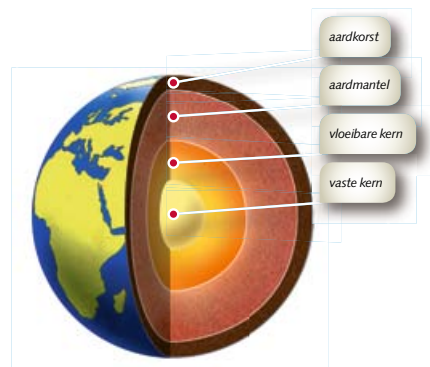 aardkorst
aardmantel
vloeibare kern
vaste kern